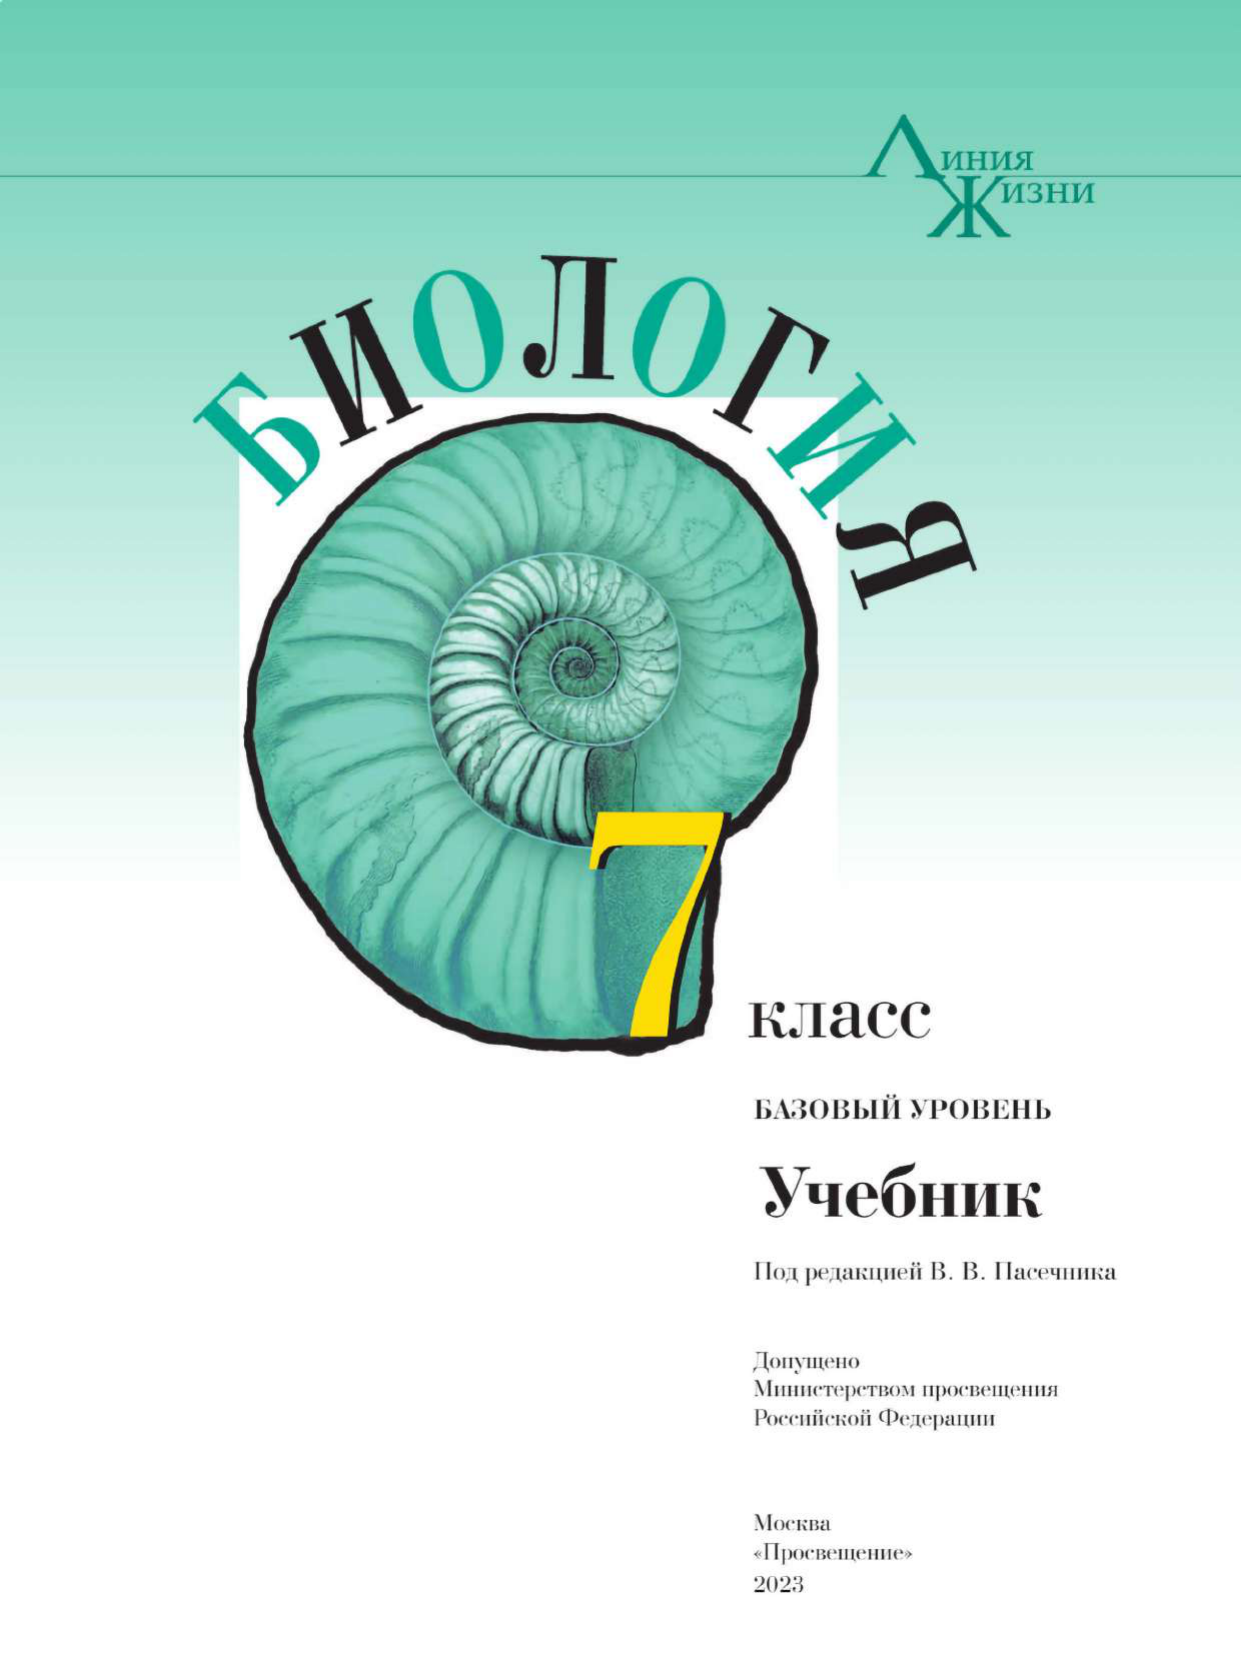 Линия
Жизни
БИОЛОГИЯ
7
класс
БАЗОВЫЙ УРОВЕНЬ
Учебник
Под редакцией В. В. Пасечника
Допущено
Министерством просвещения
Российской Федерации
Москва
«Просвещение»
2023